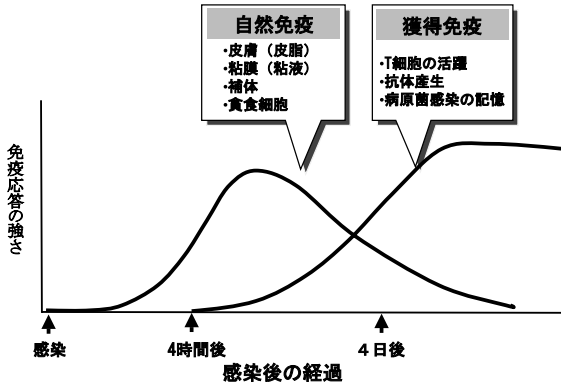 自然免疫
・皮膚（皮脂）
・粘膜（粘液）
・補体
・貪食細胞
獲得免疫
・T細胞の活躍
・抗体産生
・病原菌感染の記憶
免疫応答の強さ
感染
4時間後
４日後
感染後の経過